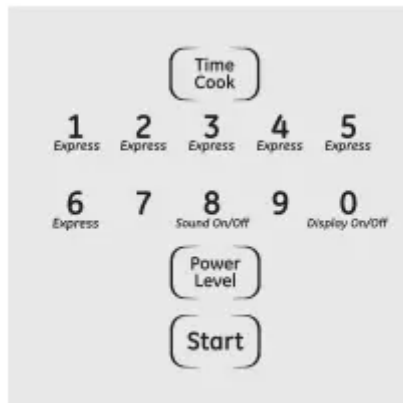 Time
Cook
1 2 3 4 5
Express Express Express Express Express
6 7 8 9 0
Express Sound On/Off Display On/Off
Power
Level
Start